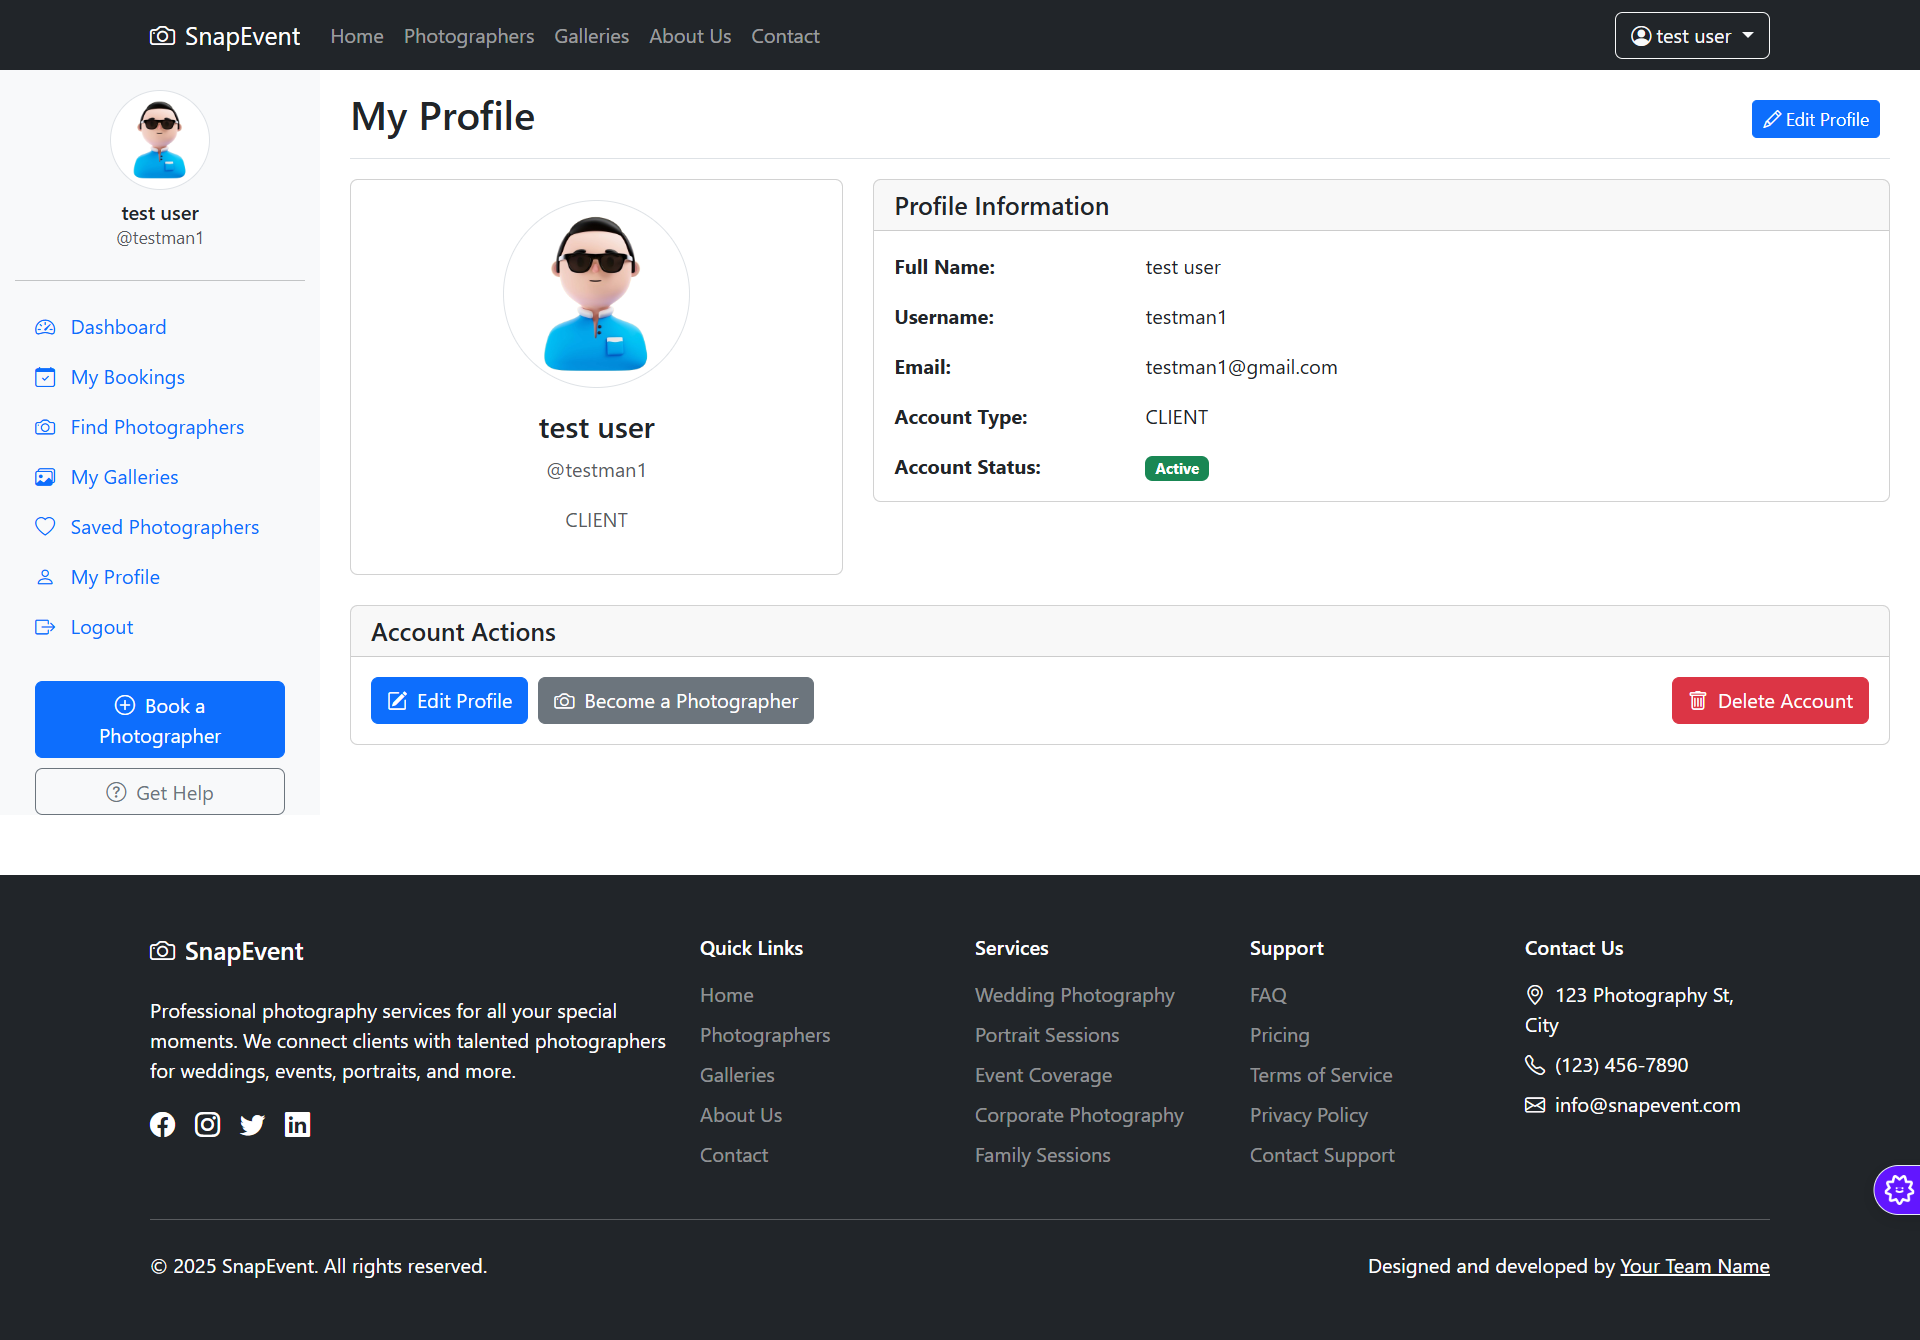 SnapEvent Home Photographers Galleries About Us Contact test user
test user
@testman1
Dashboard
My Bookings
Find Photographers
My Galleries
Saved Photographers
My Profile
Logout
Book a
Photographer
Get Help
My Profile
Edit Profile
test user
@testman1
CLIENT
Profile Information
Full Name: test user
Username: testman1
Email: testman1@gmail.com
Account Type: CLIENT
Account Status: Active
Account Actions
Edit Profile
Become a Photographer
Delete Account
SnapEvent
Professional photography services for all your special
moments. We connect clients with talented photographers
for weddings, events, portraits, and more.
Quick Links
Home
Photographers
Galleries
About Us
Contact
Services
Wedding Photography
Portrait Sessions
Event Coverage
Corporate Photography
Family Sessions
Support
FAQ
Pricing
Terms of Service
Privacy Policy
Contact Support
Contact Us
123 Photography St,
City
(123) 456-7890
info@snapevent.com
© 2025 SnapEvent. All rights reserved.
Designed and developed by Your Team Name